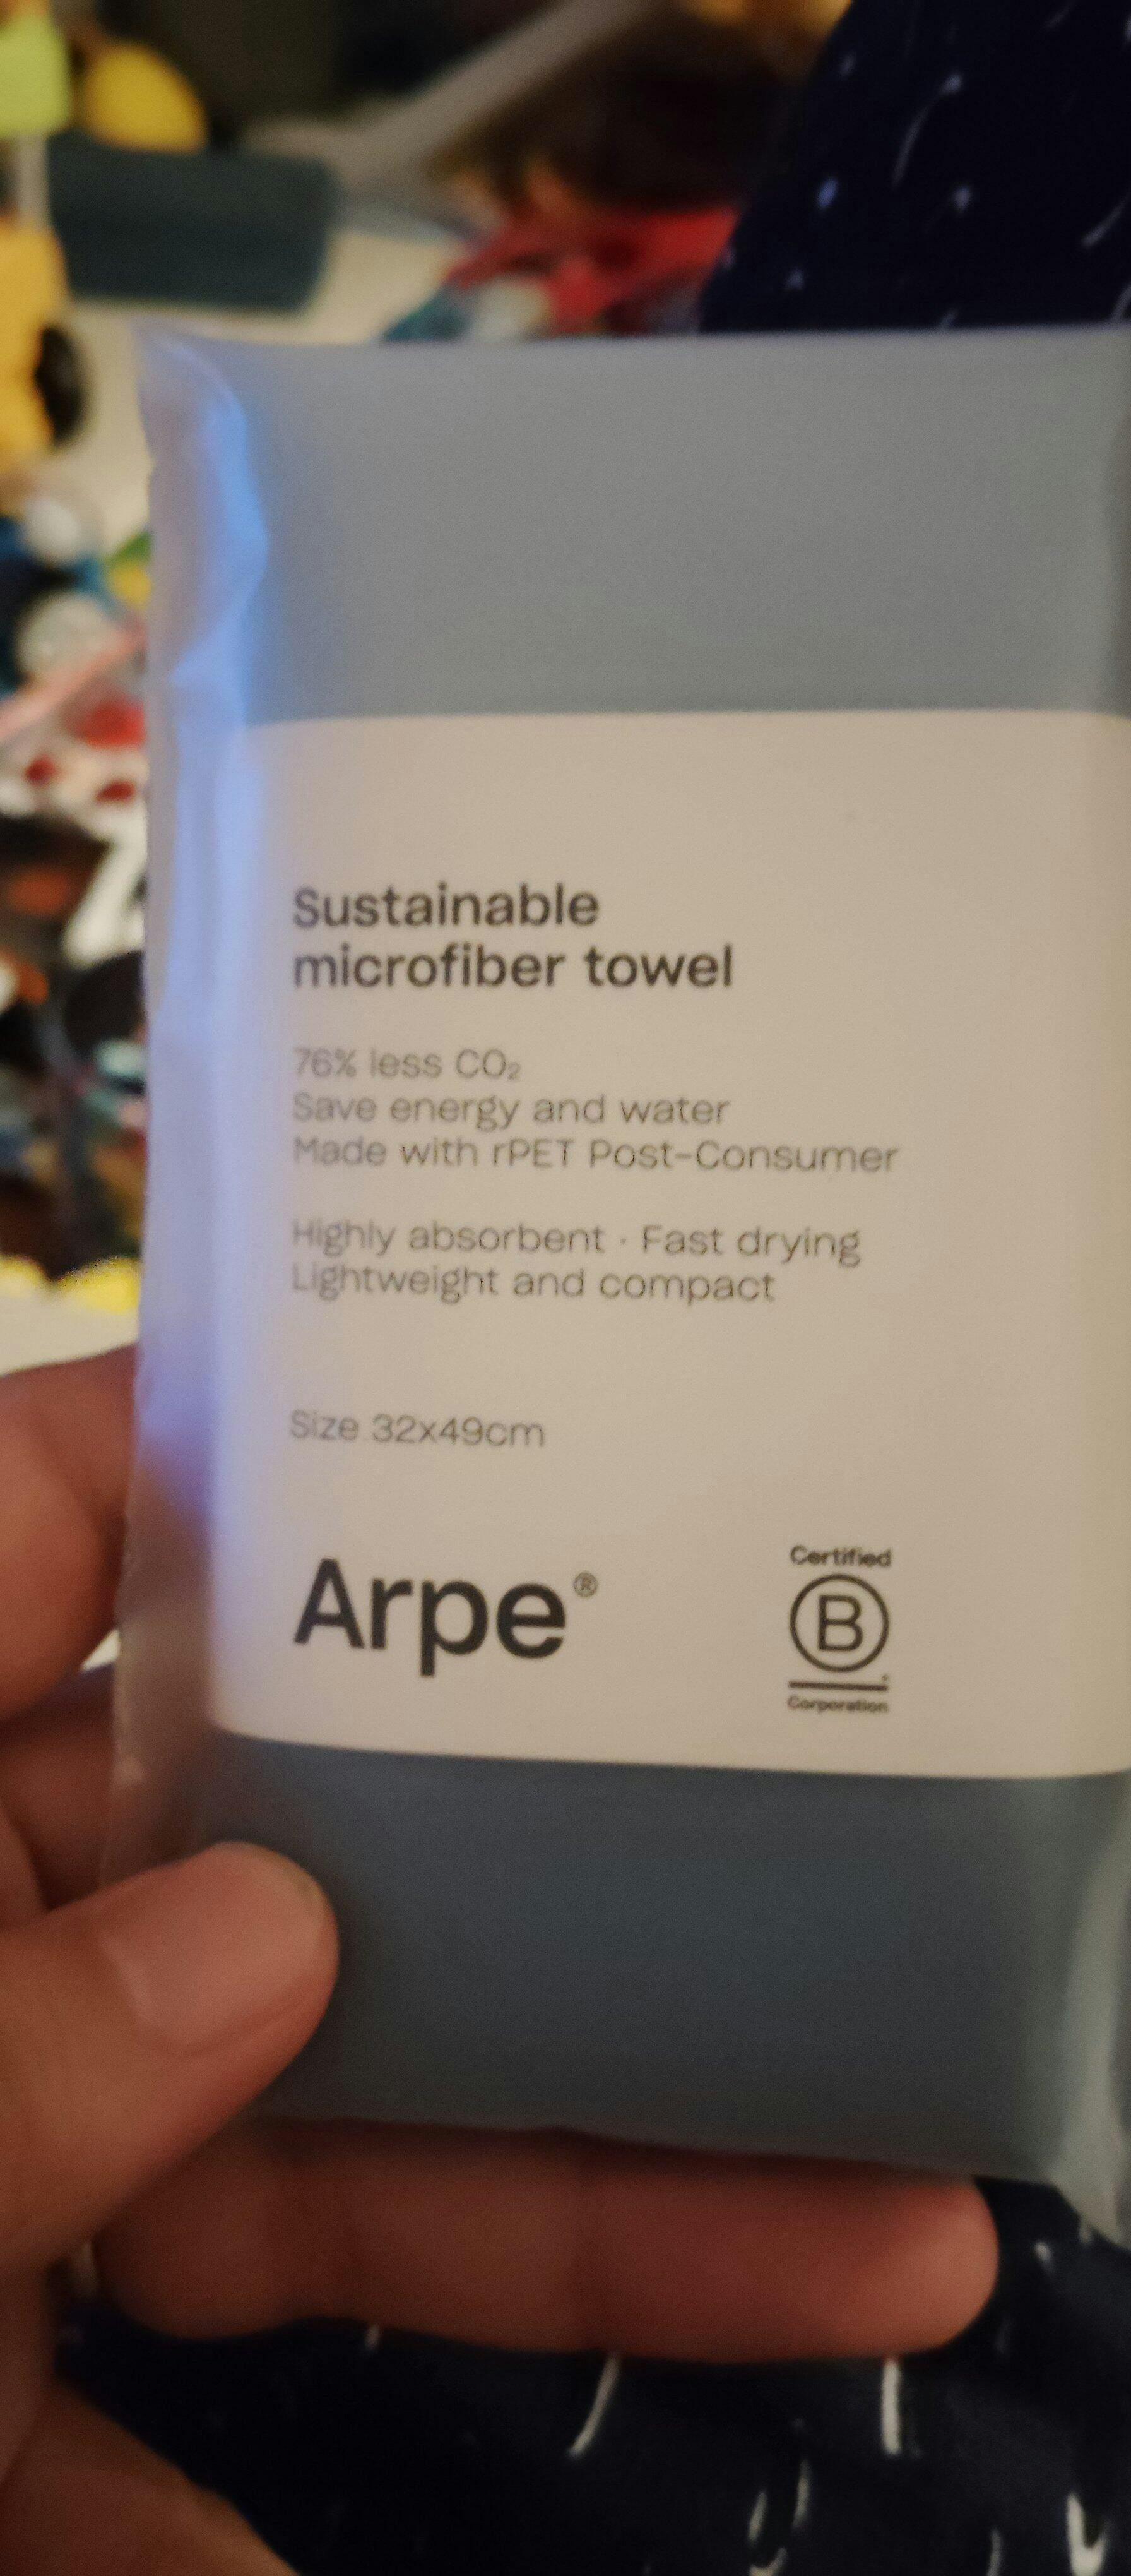 Sustainable
microfiber towel
76% less CO₂
Save energy and water
Made with rPET Post-Consumer
Highly absorbent · Fast drying
Lightweight and compact
Size 32x49cm
Arpe®
Certified
B
Corporation